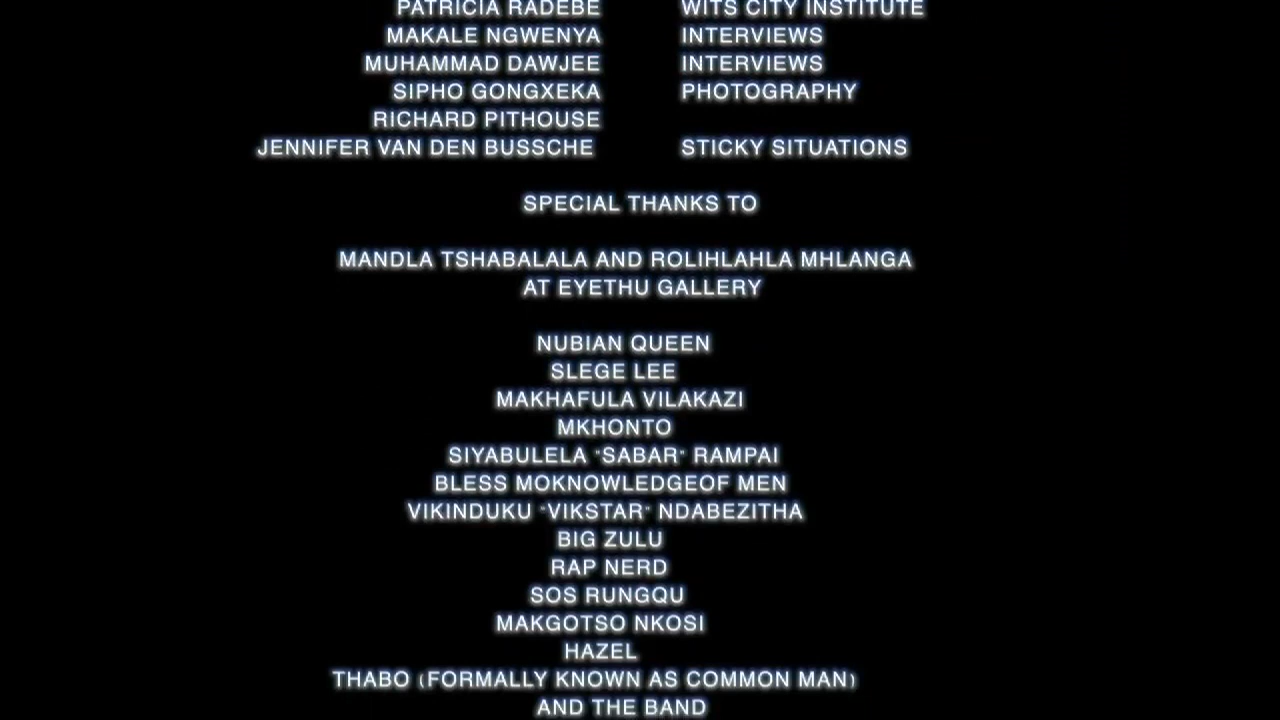 PATRICIA RADEBE WITS CITY INSTITUTE
MAKALE NGWENYA INTERVIEWS
MUHAMMAD DAWJEE INTERVIEWS
SIPHO GONGXEKA PHOTOGRAPHY
RICHARD PITHOUSE
JENNIFER VAN DEN BUSSCHE STICKY SITUATIONS
SPECIAL THANKS TO
MANDLA TSHABALALA AND ROLIHLAHLA MHLANGA
AT EYETHU GALLERY
NUBIAN QUEEN
SLEGE LEE
MAKHAFULA VILAKAZI
MKHONTO
SIYABULELA "SABAR" RAMPAI
BLESS MOKNOWLEDGEOF MEN
VIKINDUKU "VIKSTAR" NDABEZITHA
BIG ZULU
RAP NERD
SOS RUNGQU
MAKGOTSO NKOSI
HAZEL
THABO (FORMALLY KNOWN AS COMMON MAN)
AND THE BAND